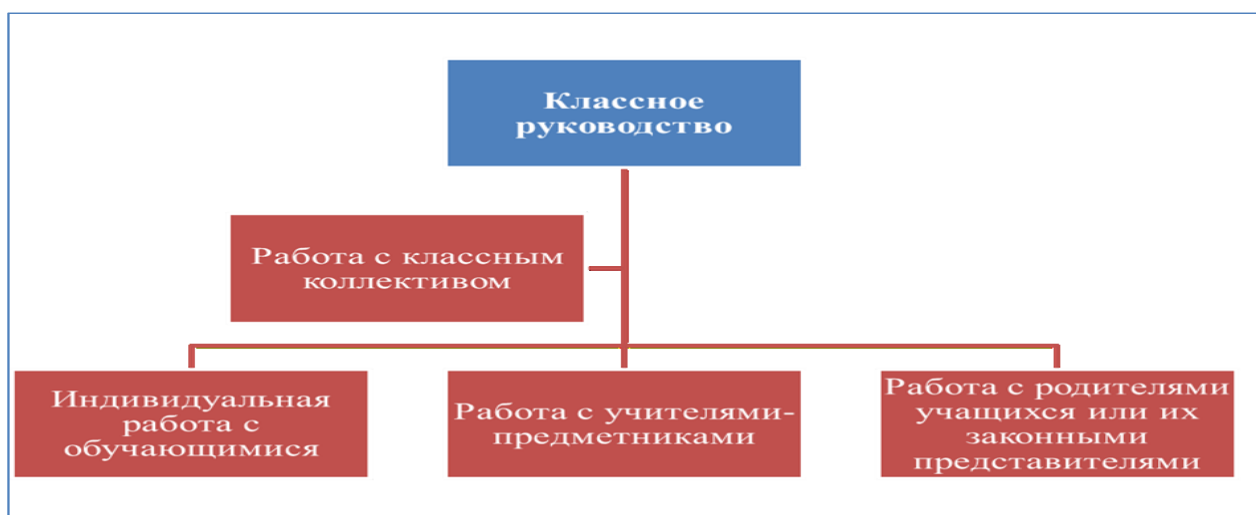 Классное
руководство
Работа с классным
коллективом
Индивидуальная
работа с
обучающимися
Работа с учителями-
предметниками
Работа с родителями
учащихся или их
законными
представителями